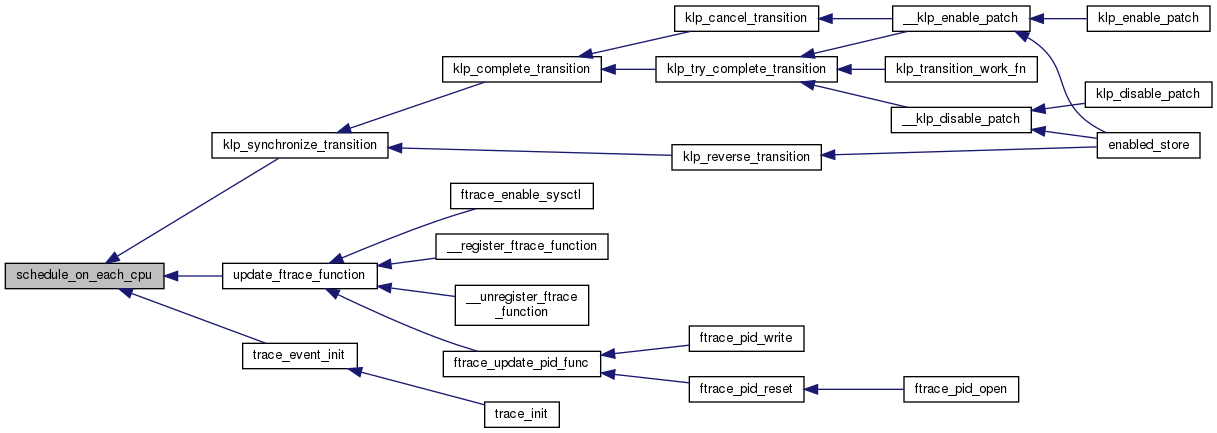 klp_cancel_transition
__klp_enable_patch
klp_enable_patch
klp_complete_transition
klp_try_complete_transition
klp_transition_work_fn
klp_disable_patch
__klp_disable_patch
klp_synchronize_transition
klp_reverse_transition
enabled_store
ftrace_enable_sysctl
__register_ftrace_function
schedule_on_each_cpu
update_ftrace_function
__unregister_ftrace
_function
ftrace_pid_write
trace_event_init
ftrace_update_pid_func
ftrace_pid_reset
ftrace_pid_open
trace_init